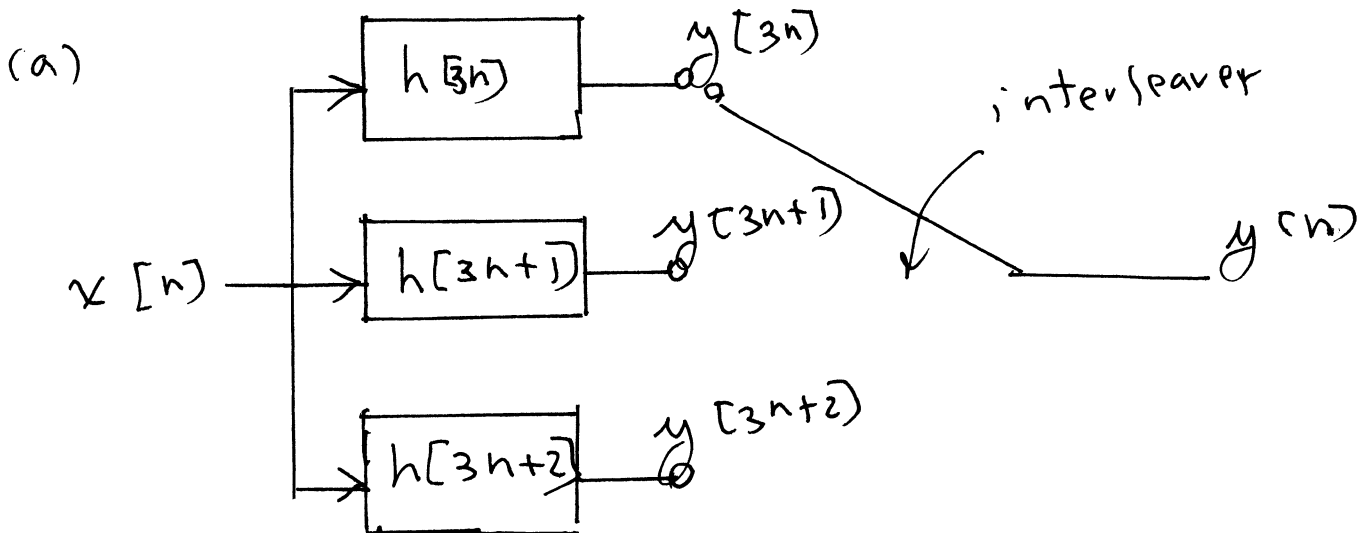 (a)
h[3n]
y[3n]
interleaver
x[n]
h[3n+1]
y[3n+1]
y[n]
h[3n+2]
y[3n+2]